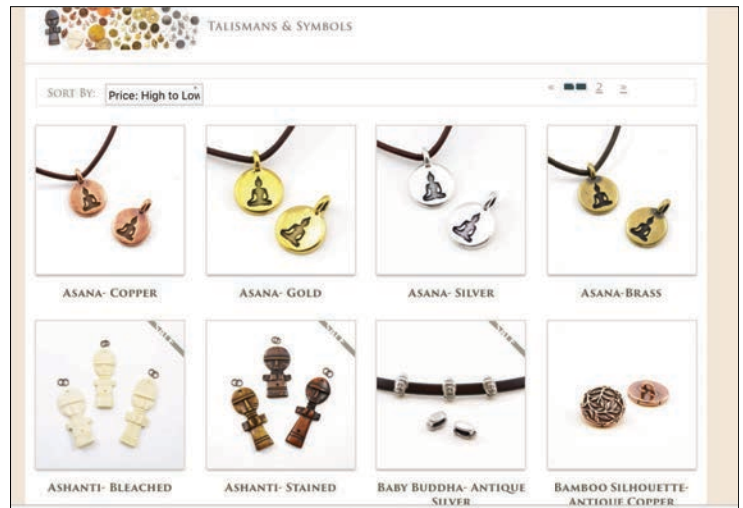 TALISMANS & SYMBOLS
SORT BY: Price: High to Low
« 2 »
ASANA- COPPER
ASANA- GOLD
ASANA- SILVER
ASANA-BRASS
ASHANTI- BLEACHED
ASHANTI- STAINED
BABY BUDDHA- ANTIQUE
SILVER
BAMBOO SILHOUETTE-
ANTIQUE COPPER